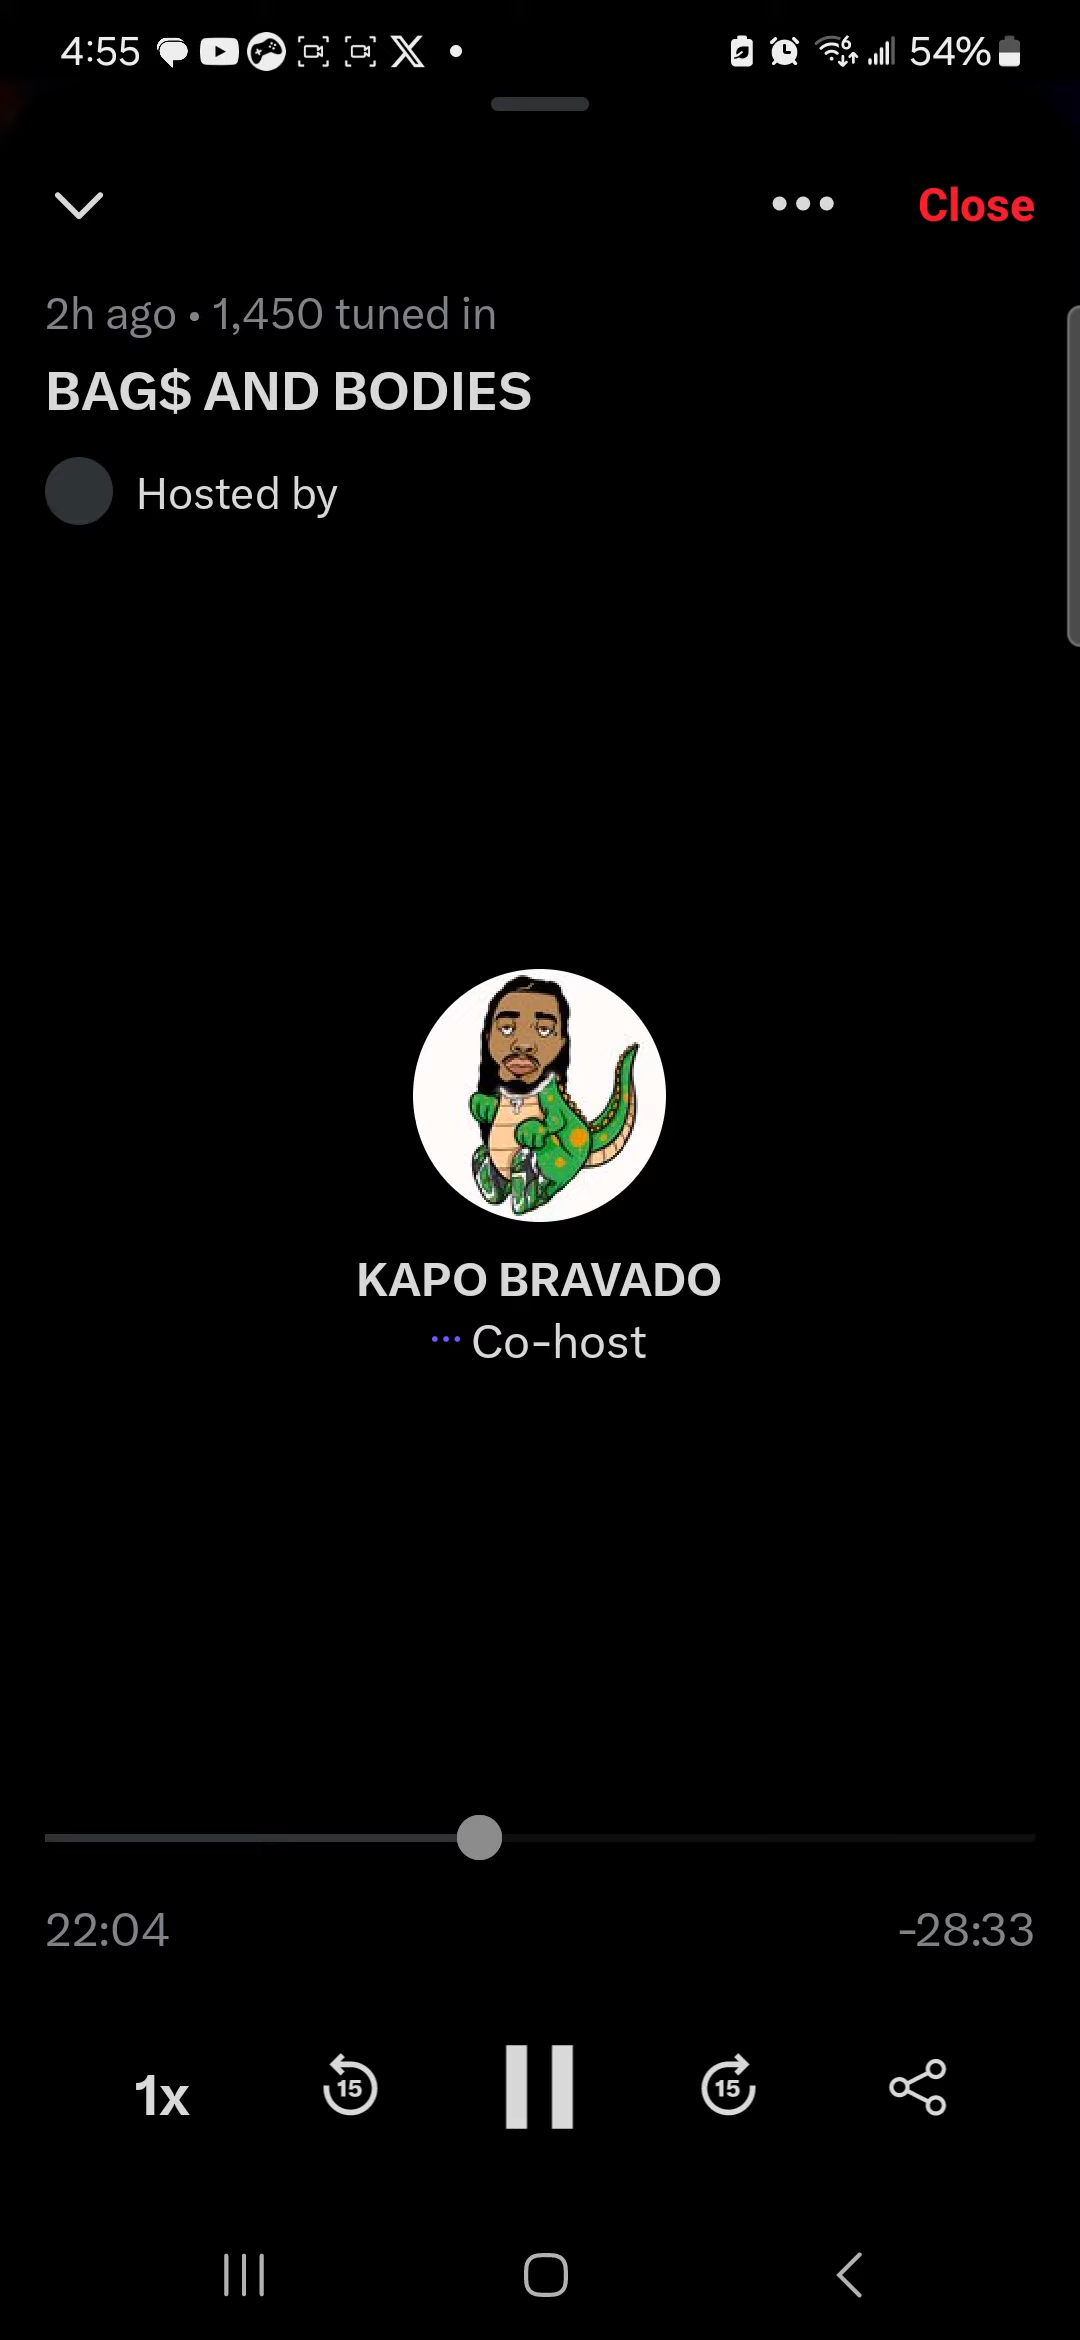 4:55 54%
Close
2h ago • 1,450 tuned in
BAG$ AND BODIES
Hosted by
KAPO BRAVADO
Co-host
22:04 -28:33
1x 15 15